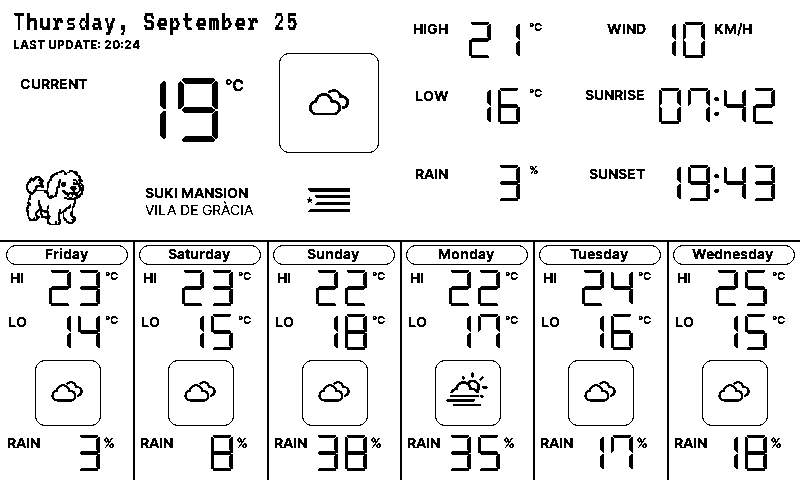 Thursday, September 25
LAST UPDATE: 20:24
CURRENT 19 °C
HIGH 21 °C
WIND 10 KM/H
LOW 16 °C
SUNRISE 07:42
RAIN 3 %
SUNSET 19:43
SUKI MANSION
VILA DE GRÀCIA
Friday
HI 23 °C
LO 14 °C
RAIN 3 %
Saturday
HI 23 °C
LO 15 °C
RAIN 8 %
Sunday
HI 22 °C
LO 18 °C
RAIN 38 %
Monday
HI 22 °C
LO 17 °C
RAIN 35 %
Tuesday
HI 24 °C
LO 16 °C
RAIN 17 %
Wednesday
HI 25 °C
LO 15 °C
RAIN 18 %